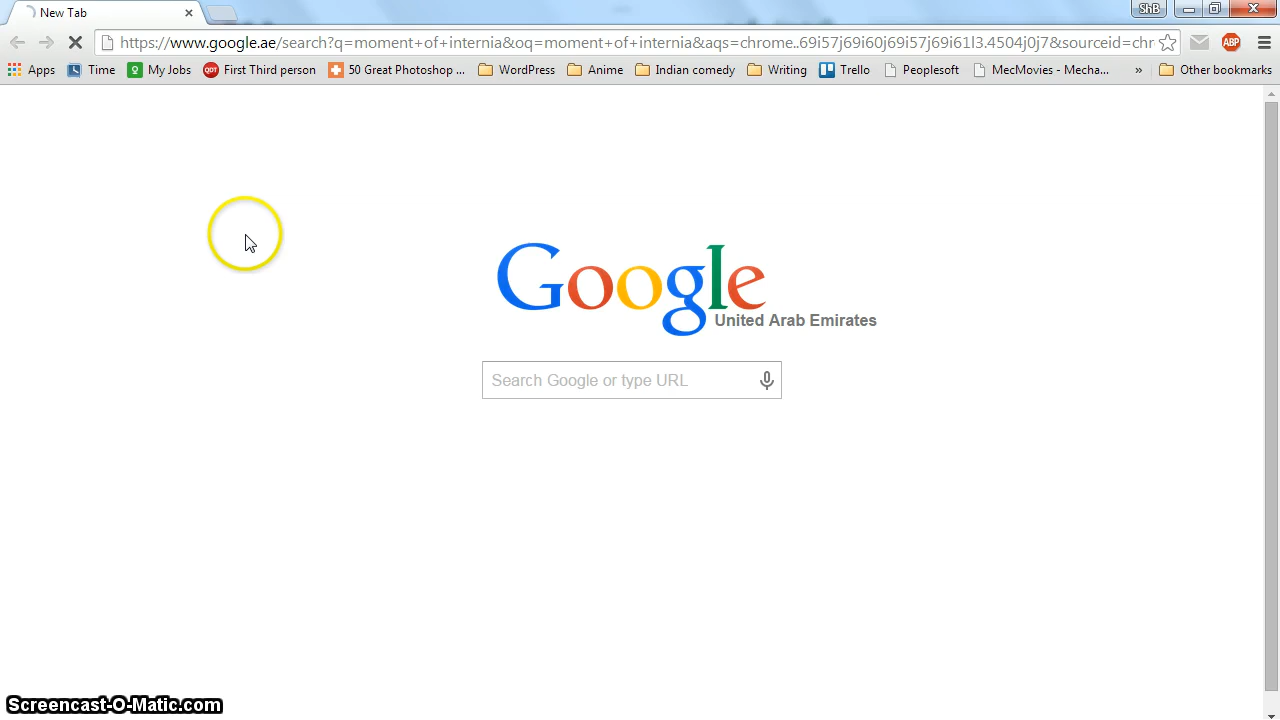 New Tab
ShB
https://www.google.ae/search?q=moment+of+internia&oq=moment+of+internia&aqs=chrome..69i57j69i60j69i57j69i61l3.4504j0j7&sourceid=chr
ABP
Apps Time My Jobs QDT First Third person 50 Great Photoshop ... WordPress Anime Indian comedy Writing Trello Peoplesoft MecMovies - Mecha... » Other bookmarks
Google
United Arab Emirates
Search Google or type URL
Screencast-O-Matic.com